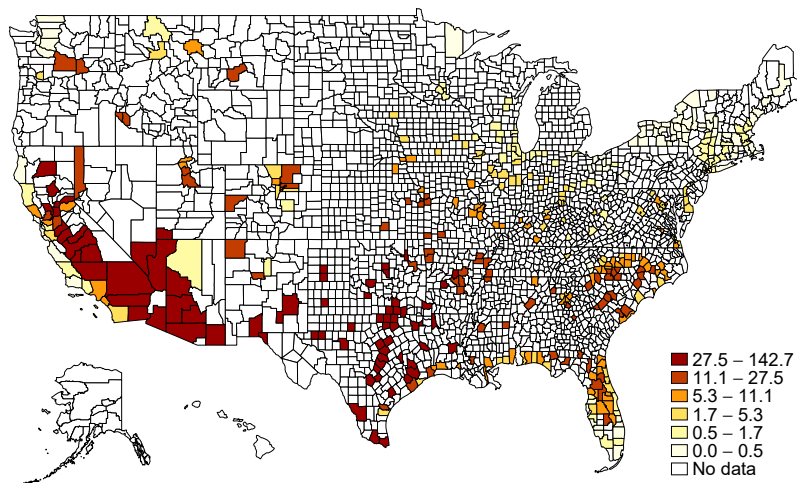 27.5 – 142.7
11.1 – 27.5
5.3 – 11.1
1.7 – 5.3
0.5 – 1.7
0.0 – 0.5
No data